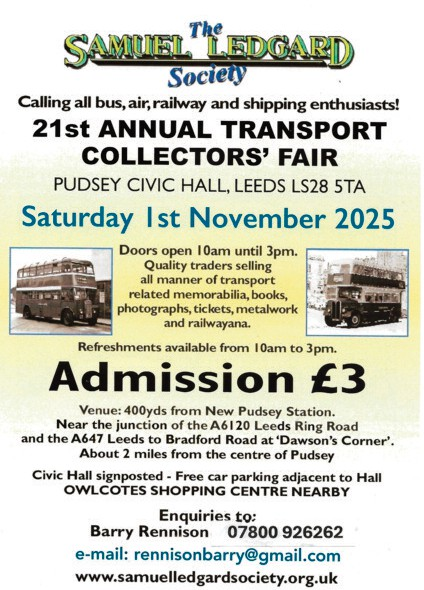 The
SAMUEL LEDGARD
Society
Calling all bus, air, railway and shipping enthusiasts!
21st ANNUAL TRANSPORT
COLLECTORS' FAIR
PUDSEY CIVIC HALL, LEEDS LS28 5TA
Saturday 1st November 2025
Doors open 10am until 3pm.
Quality traders selling
all manner of transport
related memorabilia, books,
photographs, tickets, metalwork
and railwayana.
Refreshments available from 10am to 3pm.
Admission £3
Venue: 400yds from New Pudsey Station.
Near the junction of the A6120 Leeds Ring Road
and the A647 Leeds to Bradford Road at 'Dawson's Corner'.
About 2 miles from the centre of Pudsey
Civic Hall signposted - Free car parking adjacent to Hall
OWLCOTES SHOPPING CENTRE NEARBY
Enquiries to:
Barry Rennison 07800 926262
e-mail: rennisonbarry@gmail.com
www.samuelledgardsociety.org.uk